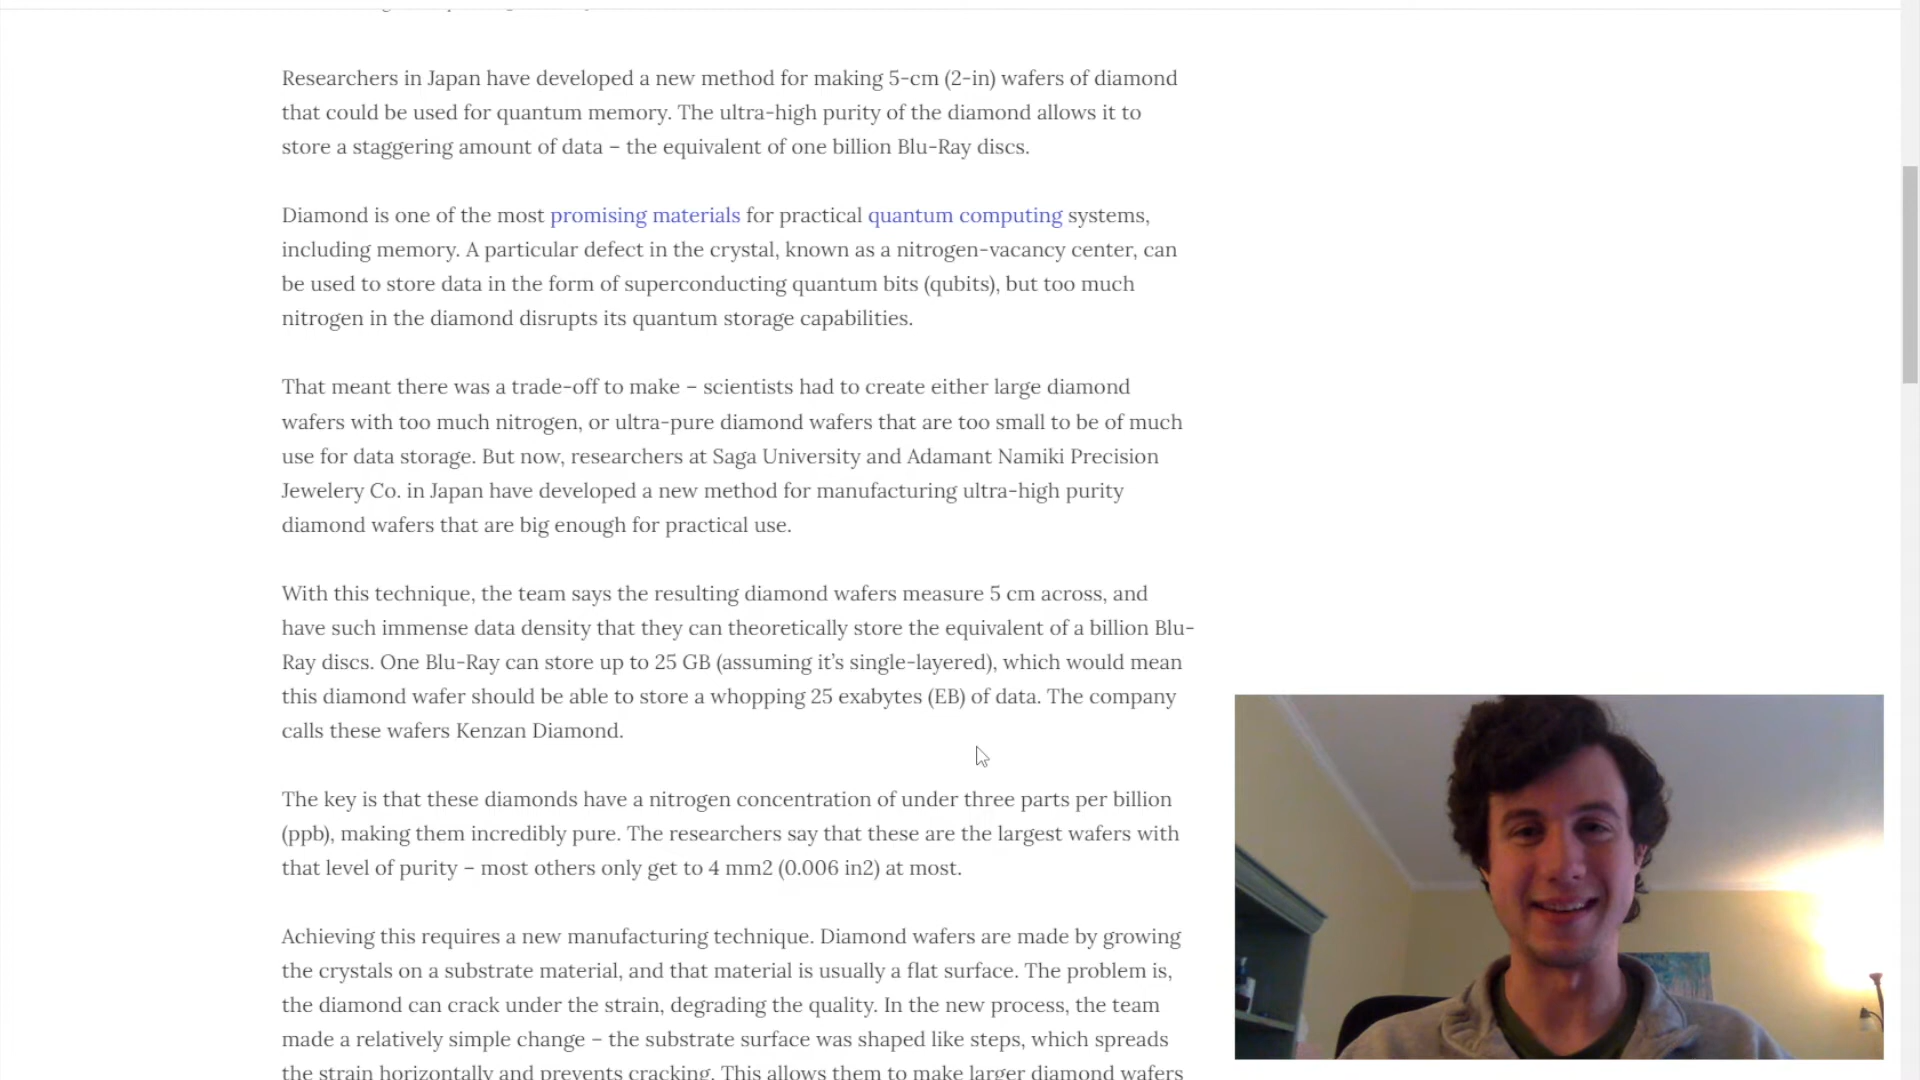 Researchers in Japan have developed a new method for making 5-cm (2-in) wafers of diamond
that could be used for quantum memory. The ultra-high purity of the diamond allows it to
store a staggering amount of data – the equivalent of one billion Blu-Ray discs.
Diamond is one of the most promising materials for practical quantum computing systems,
including memory. A particular defect in the crystal, known as a nitrogen-vacancy center, can
be used to store data in the form of superconducting quantum bits (qubits), but too much
nitrogen in the diamond disrupts its quantum storage capabilities.
That meant there was a trade-off to make – scientists had to create either large diamond
wafers with too much nitrogen, or ultra-pure diamond wafers that are too small to be of much
use for data storage. But now, researchers at Saga University and Adamant Namiki Precision
Jewelery Co. in Japan have developed a new method for manufacturing ultra-high purity
diamond wafers that are big enough for practical use.
With this technique, the team says the resulting diamond wafers measure 5 cm across, and
have such immense data density that they can theoretically store the equivalent of a billion Blu-
Ray discs. One Blu-Ray can store up to 25 GB (assuming it's single-layered), which would mean
this diamond wafer should be able to store a whopping 25 exabytes (EB) of data. The company
calls these wafers Kenzan Diamond.
The key is that these diamonds have a nitrogen concentration of under three parts per billion
(ppb), making them incredibly pure. The researchers say that these are the largest wafers with
that level of purity – most others only get to 4 mm2 (0.006 in2) at most.
Achieving this requires a new manufacturing technique. Diamond wafers are made by growing
the crystals on a substrate material, and that material is usually a flat surface. The problem is,
the diamond can crack under the strain, degrading the quality. In the new process, the team
made a relatively simple change – the substrate surface was shaped like steps, which spreads
the strain horizontally and prevents cracking. This allows them to make larger diamond wafers